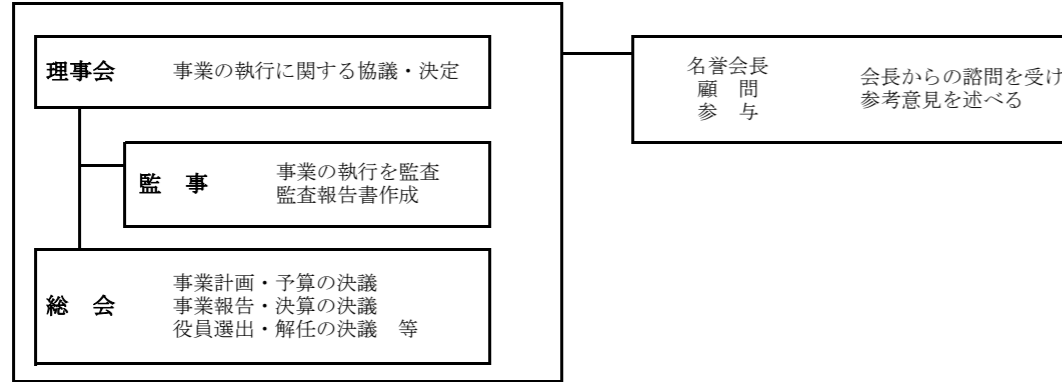 理事会　事業の執行に関する協議・決定
監　事
事業の執行を監査
監査報告書作成
総　会
事業計画・予算の決議
事業報告・決算の決議
役員選出・解任の決議　等
名誉会長
顧　問
参　与
会長からの諮問を受け
参考意見を述べる